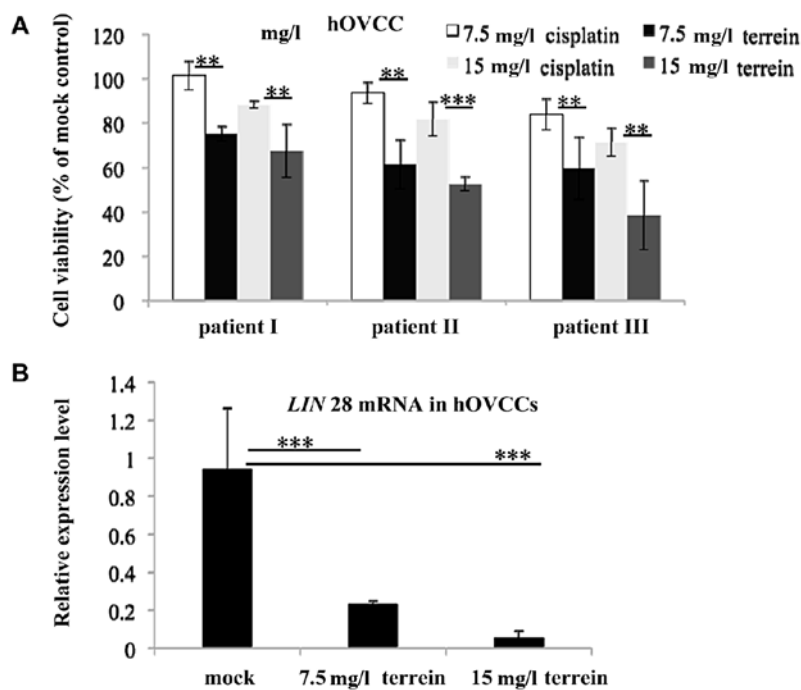 A
mg/l hOVCC
7.5 mg/l cisplatin 7.5 mg/l terrein
15 mg/l cisplatin 15 mg/l terrein
Cell viability (% of mock control)
120
100
80
60
40
20
0
** ** ** *** ** **
patient I patient II patient III
B
LIN 28 mRNA in hOVCCs
Relative expression level
1.4
1.2
1
0.8
0.6
0.4
0.2
0
***
***
mock 7.5 mg/l terrein 15 mg/l terrein